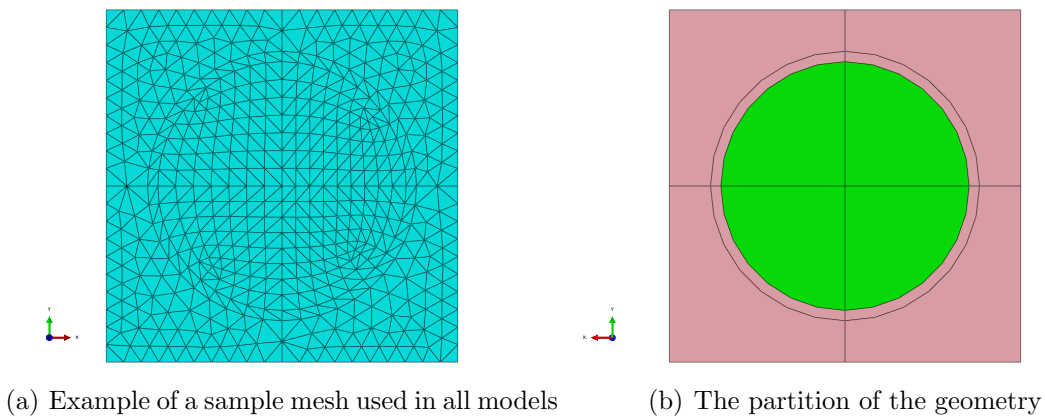 Y
X
Y
X
(a) Example of a sample mesh used in all models
(b) The partition of the geometry